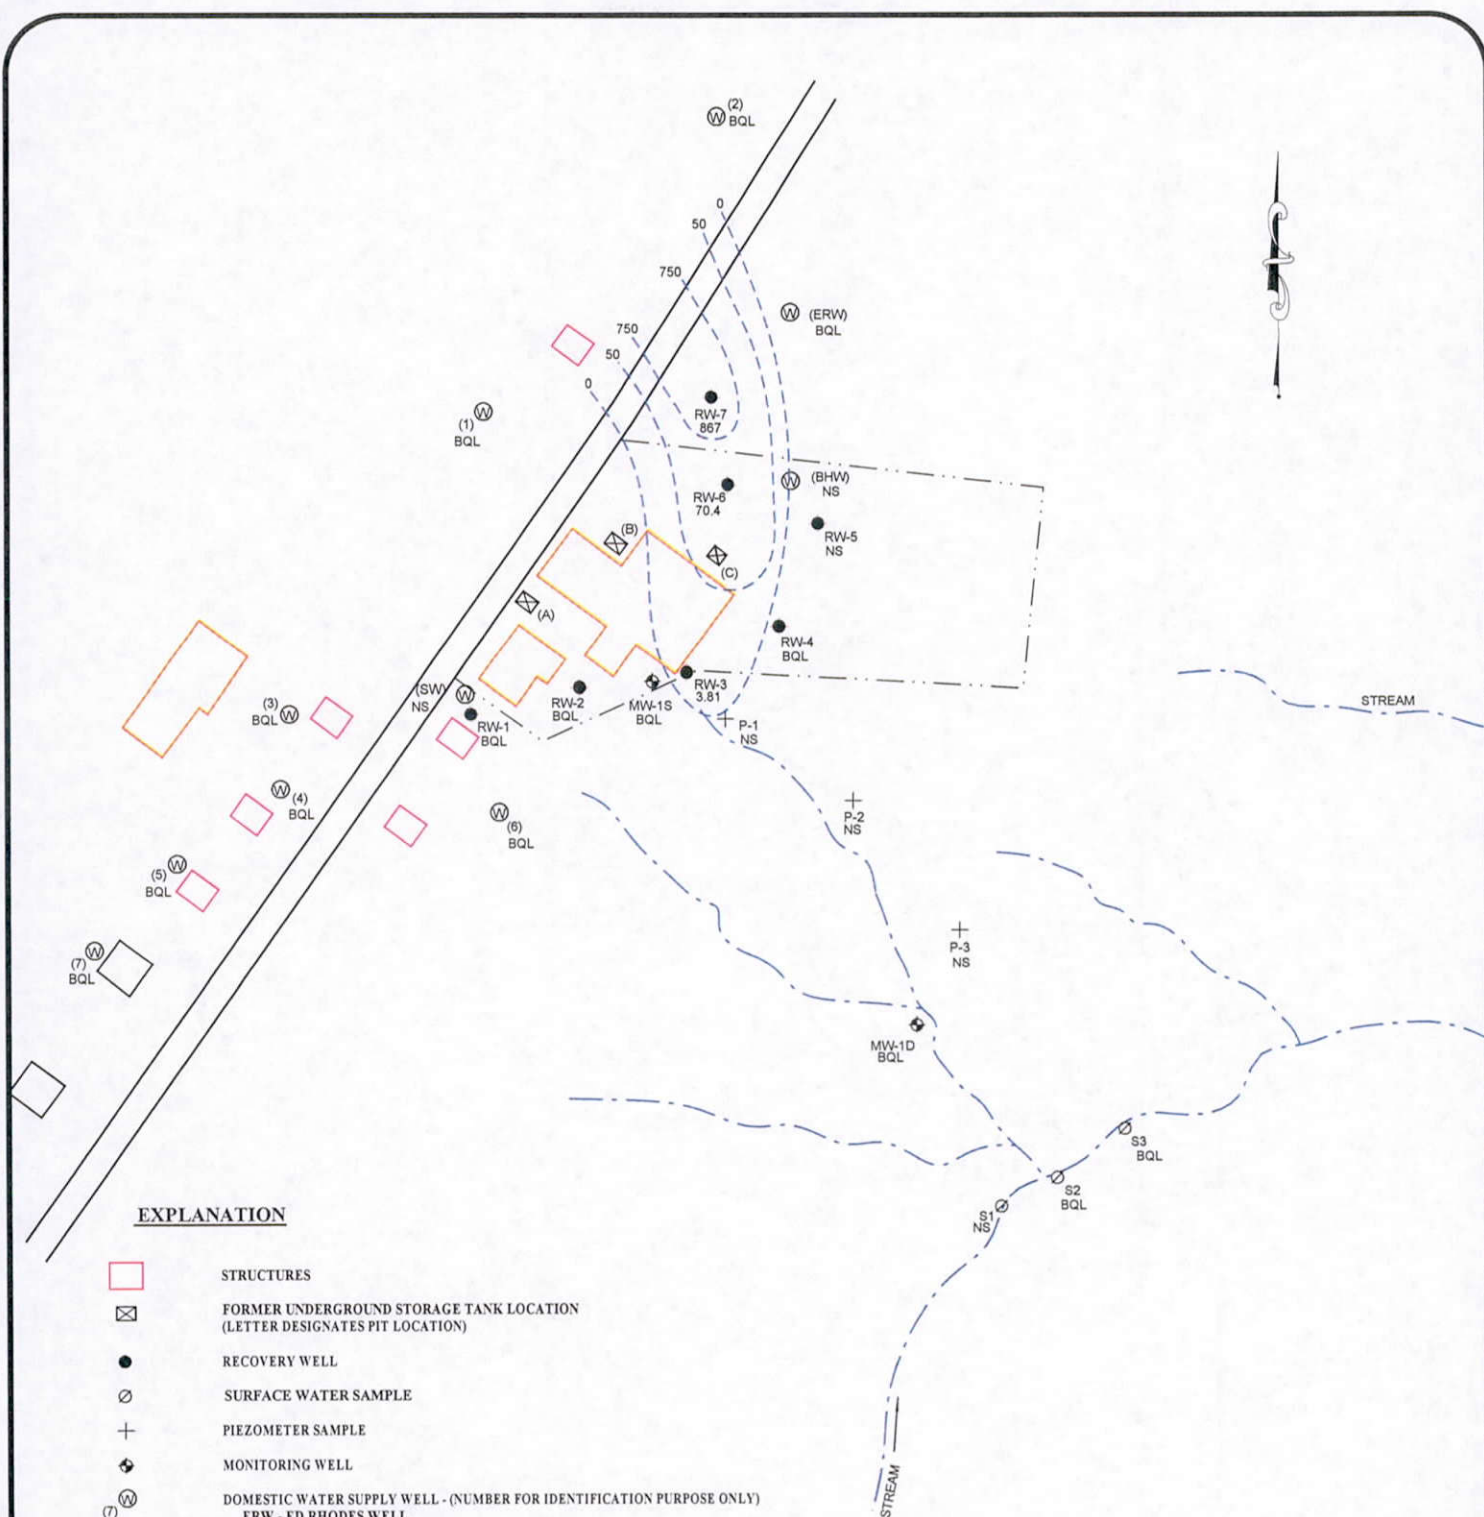 (2)
BQL
0
50
750
(ERW)
BQL
750
50
0
RW-7
867
(1)
BQL
(BHW)
NS
RW-6
70.4
RW-5
NS
(B)
(C)
(A)
RW-4
BQL
(SW)
NS
RW-3
3.81
RW-2
BQL
MW-1S
BQL
STREAM
(3)
BQL
RW-1
BQL
P-1
NS
(4)
BQL
P-2
NS
(6)
BQL
(5)
BQL
P-3
NS
(7)
BQL
MW-1D
BQL
S3
BQL
S2
BQL
S1
NS
STREAM
EXPLANATION
STRUCTURES
FORMER UNDERGROUND STORAGE TANK LOCATION
(LETTER DESIGNATES PIT LOCATION)
RECOVERY WELL
SURFACE WATER SAMPLE
PIEZOMETER SAMPLE
MONITORING WELL
(7) W DOMESTIC WATER SUPPLY WELL - (NUMBER FOR IDENTIFICATION PURPOSE ONLY)
ERW - ED RHODES WELL